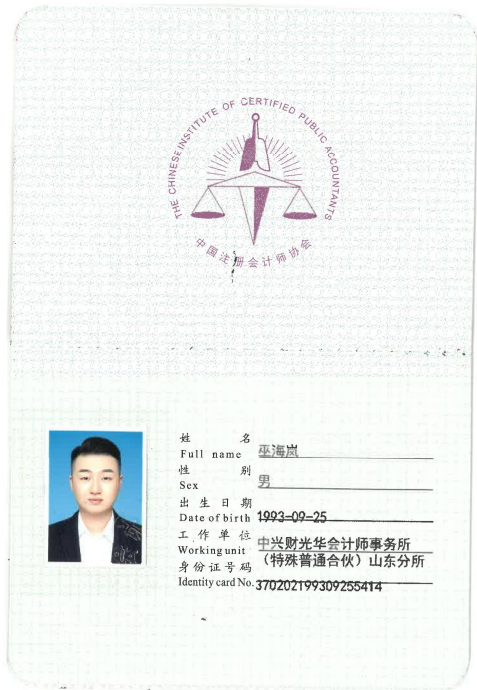 THE CHINESE INSTITUTE OF CERTIFIED PUBLIC ACCOUNTANTS
中国注册会计师协会
姓 名
Full name 巫海岚
性 别
Sex 男
出生日期
Date of birth 1993-09-25
工作单位
Working unit 中兴财光华会计师事务所
（特殊普通合伙）山东分所
身份证号码
Identity card No. 370202199309255414